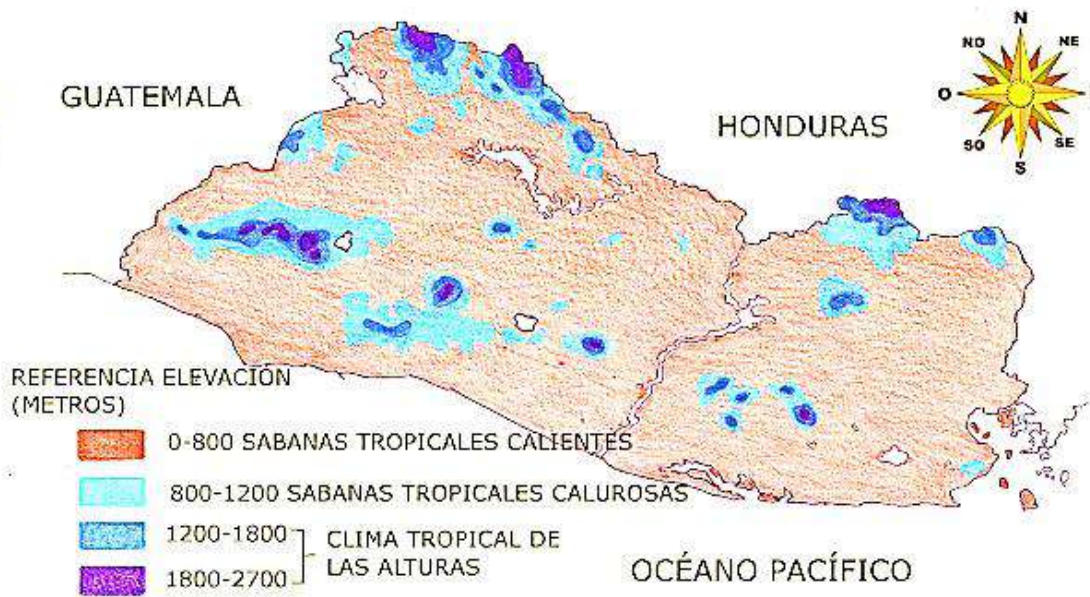 N
NO
NE
O
SO
SE
S
GUATEMALA
HONDURAS
REFERENCIA ELEVACIÓN
(METROS)
0-800 SABANAS TROPICALES CALIENTES
800-1200 SABANAS TROPICALES CALUROSAS
1200-1800
1800-2700
CLIMA TROPICAL DE
LAS ALTURAS
OCÉANO PACÍFICO